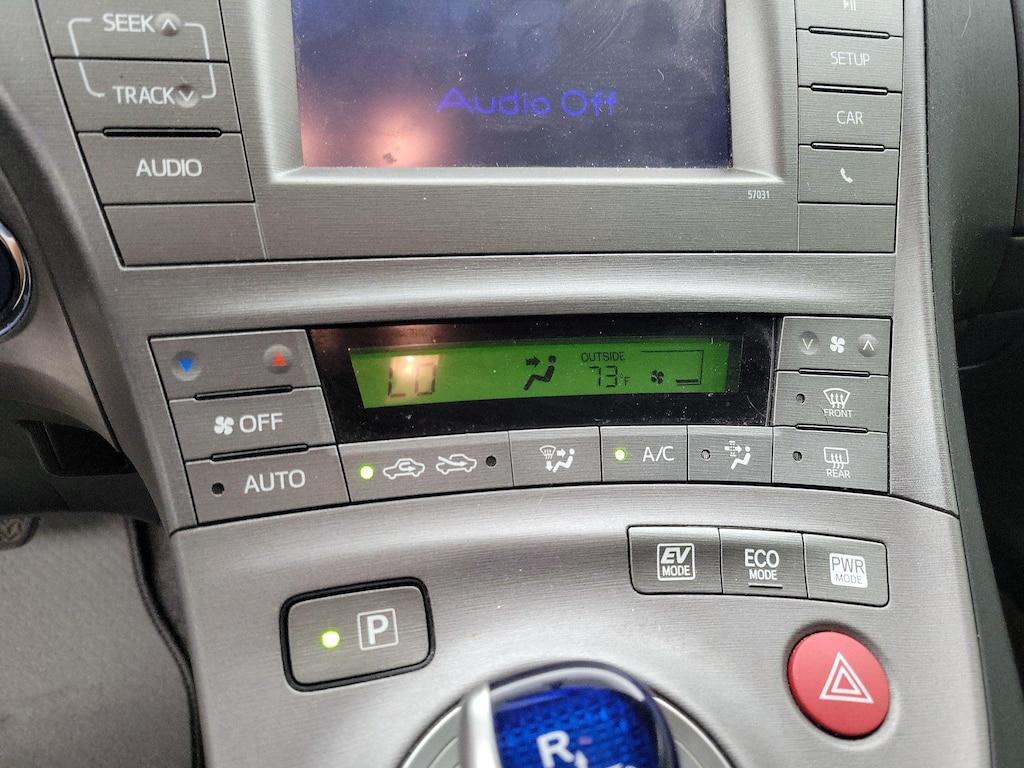 SEEK
TRACK
AUDIO
Audio Off
SETUP
CAR
57031
LO
OUTSIDE
73°F
OFF
AUTO
A/C
FRONT
REAR
EV
MODE
ECO
MODE
PWR
MODE
P
R